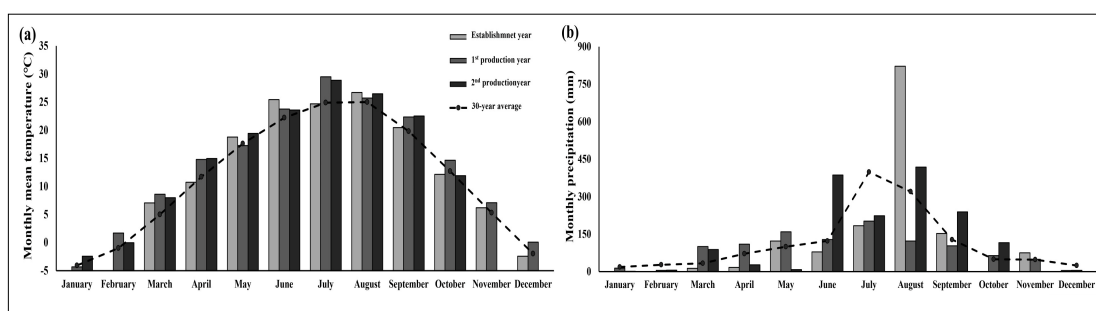 (a)
Monthly mean temperature (°C)
35
30
25
20
15
10
5
0
-5
January February March April May June July August September October November December
Establishmnet year
1st production year
2nd productionyear
30-year average
(b)
Monthly precipitation (mm)
900
750
600
450
300
150
0
January February March April May June July August September October November December